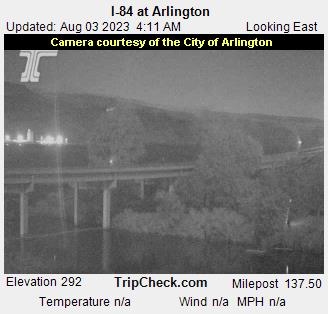 I-84 at Arlington
Updated: Aug 03 2023 4:11 AM Looking East
Camera courtesy of the City of Arlington
Elevation 292 TripCheck.com Milepost 137.50
Temperature n/a Wind n/a MPH n/a